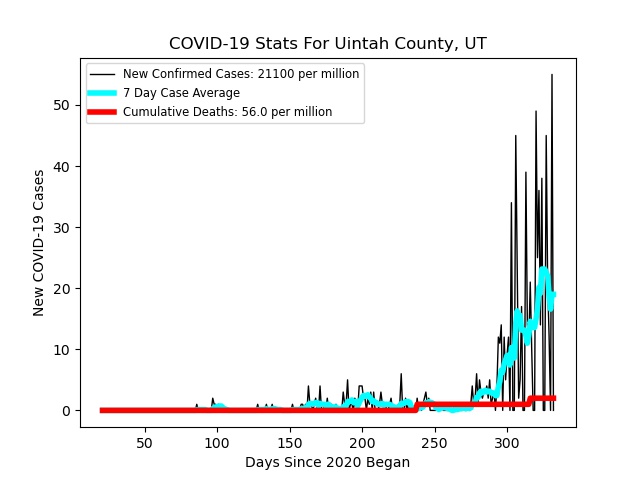 COVID-19 Stats For Uintah County, UT
New Confirmed Cases: 21100 per million
7 Day Case Average
Cumulative Deaths: 56.0 per million
New COVID-19 Cases
50
40
30
20
10
0
50 100 150 200 250 300
Days Since 2020 Began